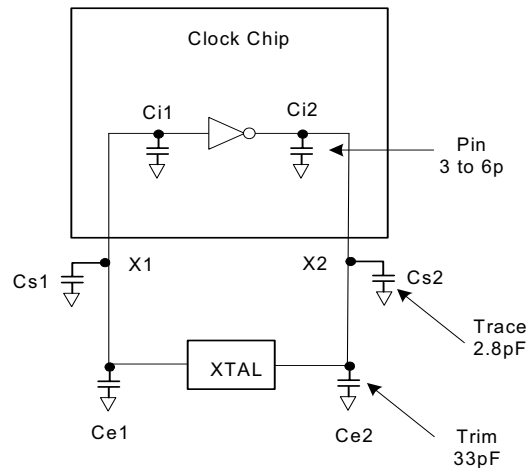 Clock Chip
Ci1
Ci2
Pin
3 to 6p
Cs1
X1
X2
Cs2
Trace
2.8pF
XTAL
Ce1
Ce2
Trim
33pF